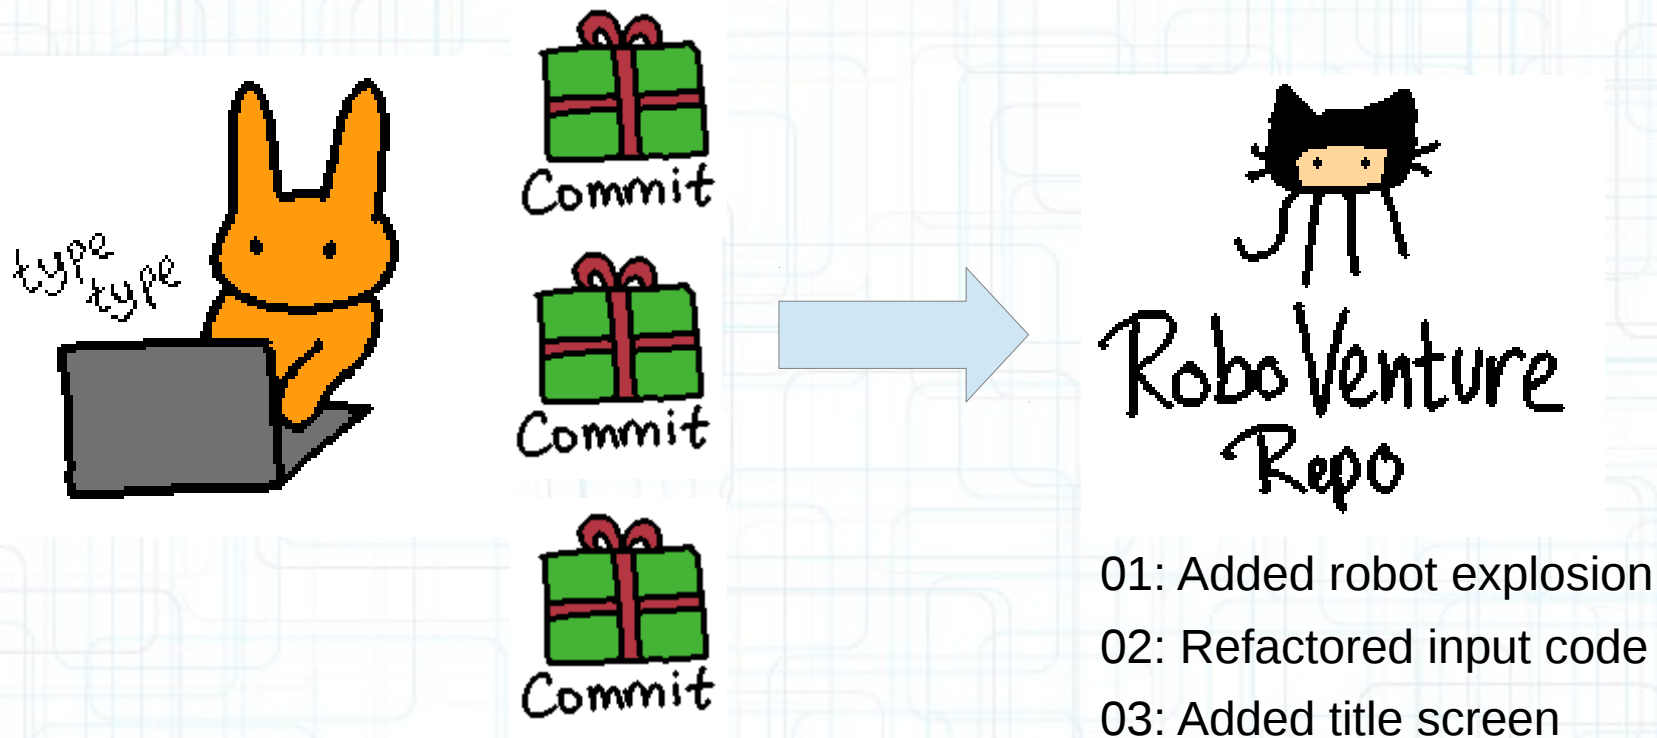 type
type
Commit
Commit
Commit
RoboVenture
Repo
01: Added robot explosion
02: Refactored input code
03: Added title screen